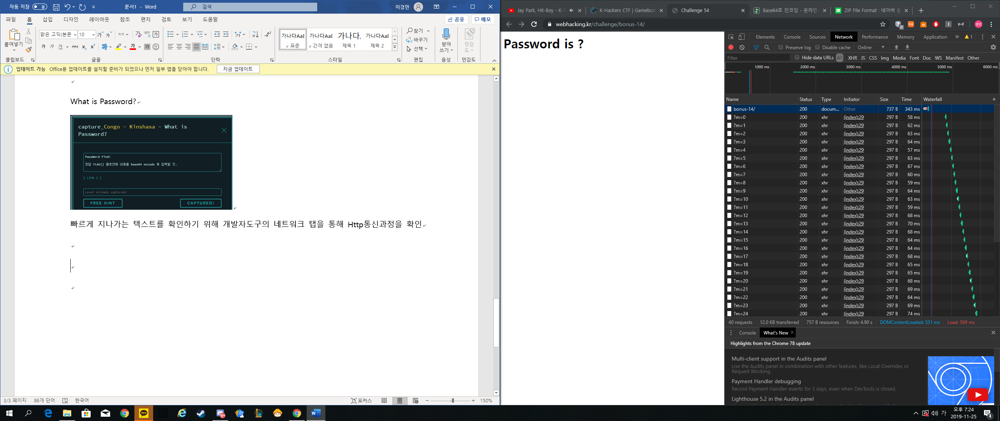 자동 저장 끔
문서1 - Word
검색
이경민
파일 홈 삽입 디자인 레이아웃 참조 편지 검토 보기 도움말
공유 메모
붙여넣기
클립보드
맑은 고딕(본문 10
글꼴
단락
가나다AaB 가나다AaB 가나다 가나다AaB
표준 간격 없음 제목 1 제목 2
스타일
찾기
바꾸기
선택
편집
받아
쓰기
음성
민감
도
민감도
업데이트 가능 Office용 업데이트를 설치할 준비가 되었으나 먼저 일부 앱을 닫아야 합니다. 지금 업데이트
What is Password?
capture_Congo - Kinshasa - What is
Password?
PassWord Find!
정답 FLAG{} 괄호안에 내용를 base64 encode 후 입력할 것.
[ Link 1 ]
Level already captured:
FREE HINT CAPTURED!
빠르게 지나가는 텍스트를 확인하기 위해 개발자도구의 네트워크 탭을 통해 Http통신과정을 확인
3/3 페이지 86개 단어 한국어
포커스 150%
Jay Park, Hit-Boy - K-T
K-Hackers CTF | Gameboa
Challenge 54
Base64로 인코딩 - 온라인
ZIP File Format : 네이버 블
webhacking.kr/challenge/bonus-14/
경민
Password is ?
Elements Console Sources Network Performance Memory Application » 1
Preserve log Disable cache Online
Filter Hide data URLs All XHR JS CSS Img Media Font Doc WS Manifest Other
1000 ms 2000 ms 3000 ms 4000 ms 5000 ms 6000 ms
Name Status Type Initiator Size Time Waterfall
bonus-14/ 200 docum... Other 737 B 343 ms
?m=0 200 xhr (index):29 297 B 58 ms
?m=1 200 xhr (index):29 297 B 62 ms
?m=2 200 xhr (index):29 297 B 63 ms
?m=3 200 xhr (index):29 297 B 64 ms
?m=4 200 xhr (index):29 297 B 57 ms
?m=5 200 xhr (index):29 297 B 63 ms
?m=6 200 xhr (index):29 297 B 67 ms
?m=7 200 xhr (index):29 297 B 60 ms
?m=8 200 xhr (index):29 297 B 59 ms
?m=9 200 xhr (index):29 297 B 64 ms
?m=10 200 xhr (index):29 297 B 63 ms
?m=11 200 xhr (index):29 297 B 59 ms
?m=12 200 xhr (index):29 297 B 68 ms
?m=13 200 xhr (index):29 297 B 70 ms
?m=14 200 xhr (index):29 297 B 68 ms
?m=15 200 xhr (index):29 297 B 64 ms
?m=16 200 xhr (index):29 297 B 64 ms
?m=17 200 xhr (index):29 297 B 68 ms
?m=18 200 xhr (index):29 297 B 65 ms
?m=19 200 xhr (index):29 297 B 65 ms
?m=20 200 xhr (index):29 297 B 68 ms
?m=21 200 xhr (index):29 297 B 69 ms
?m=22 200 xhr (index):29 297 B 64 ms
?m=23 200 xhr (index):29 297 B 69 ms
?m=24 200 xhr (index):29 297 B 74 ms
40 requests 12.0 KB transferred 757 B resources Finish: 4.90 s DOMContentLoaded: 531 ms Load: 569 ms
Console What's New
Highlights from the Chrome 78 update
Multi-client support in the Audits panel
Use the Audits panel in combination with other features, like Local Overrides or
Request Blocking.
Payment Handler debugging
Record Payment Handler events for 3 days, even when DevTools is closed.
Lighthouse 5.2 in the Audits panel
TALK
9+
가
오후 7:24
2019-11-25
4